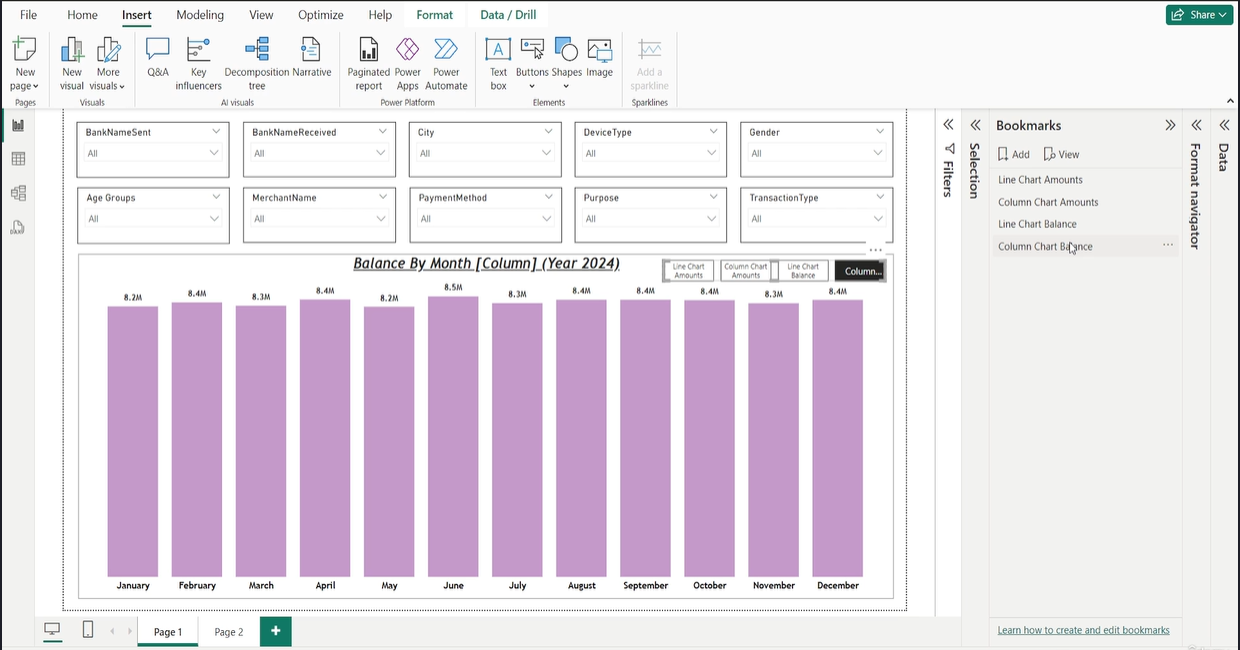 File Home Insert Modeling View Optimize Help Format Data / Drill Share
New page
New visual
More visuals
Q&A
Key influencers
Decomposition tree
Narrative
Paginated report
Power Apps
Power Automate
Text box
Buttons
Shapes
Image
Add a sparkline
Pages Visuals AI visuals Power Platform Elements Sparklines
BankNameSent BankNameReceived City DeviceType Gender
All All All All All
Age Groups MerchantName PaymentMethod Purpose TransactionType
All All All All All
Balance By Month [Column] (Year 2024)
Line Chart Amounts
Column Chart Amounts
Line Chart Balance
Column...
8.2M 8.4M 8.3M 8.4M 8.2M 8.5M 8.3M 8.4M 8.4M 8.4M 8.3M 8.4M
January February March April May June July August September October November December
Filters
Selection
Bookmarks
Add View
Line Chart Amounts
Column Chart Amounts
Line Chart Balance
Column Chart Balance
Learn how to create and edit bookmarks
Format navigator
Data
Page 1 Page 2